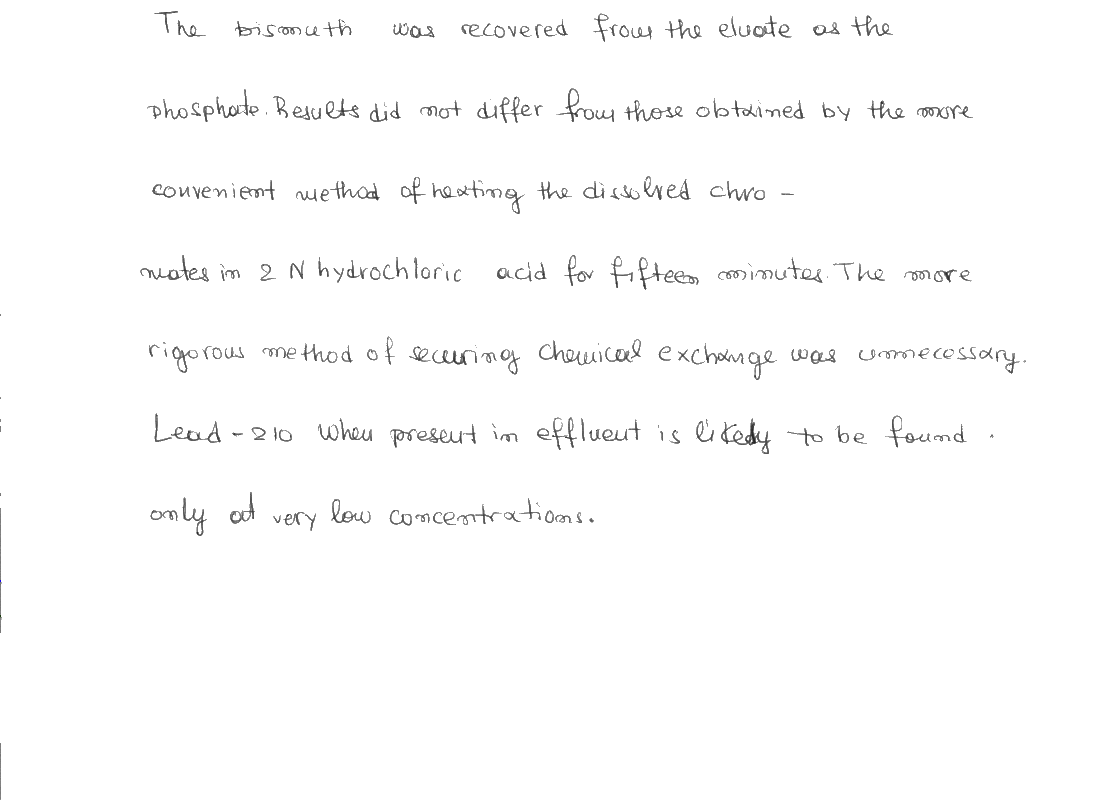 The bismuth was recovered from the eluate as the
phosphate. Results did not differ from those obtained by the more
convenient method of heating the dissolved chro -
mates in 2 N hydrochloric acid for fifteen minutes. The more
rigorous method of securing chemical exchange was unnecessary.
Lead - 210 when present in effluent is likely to be found
only at very low concentrations.